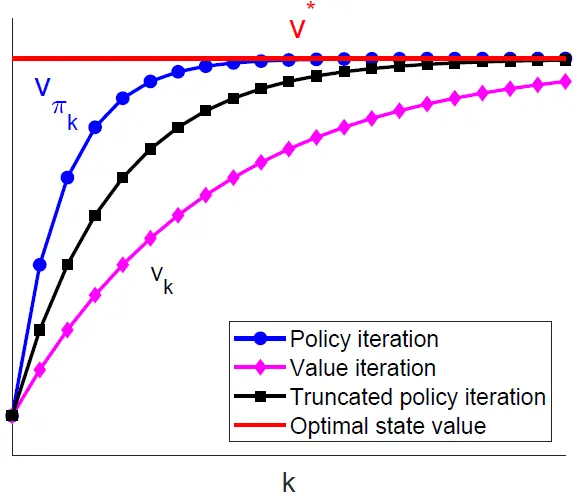 v*
vπk
vk
Policy iteration
Value iteration
Truncated policy iteration
Optimal state value
k